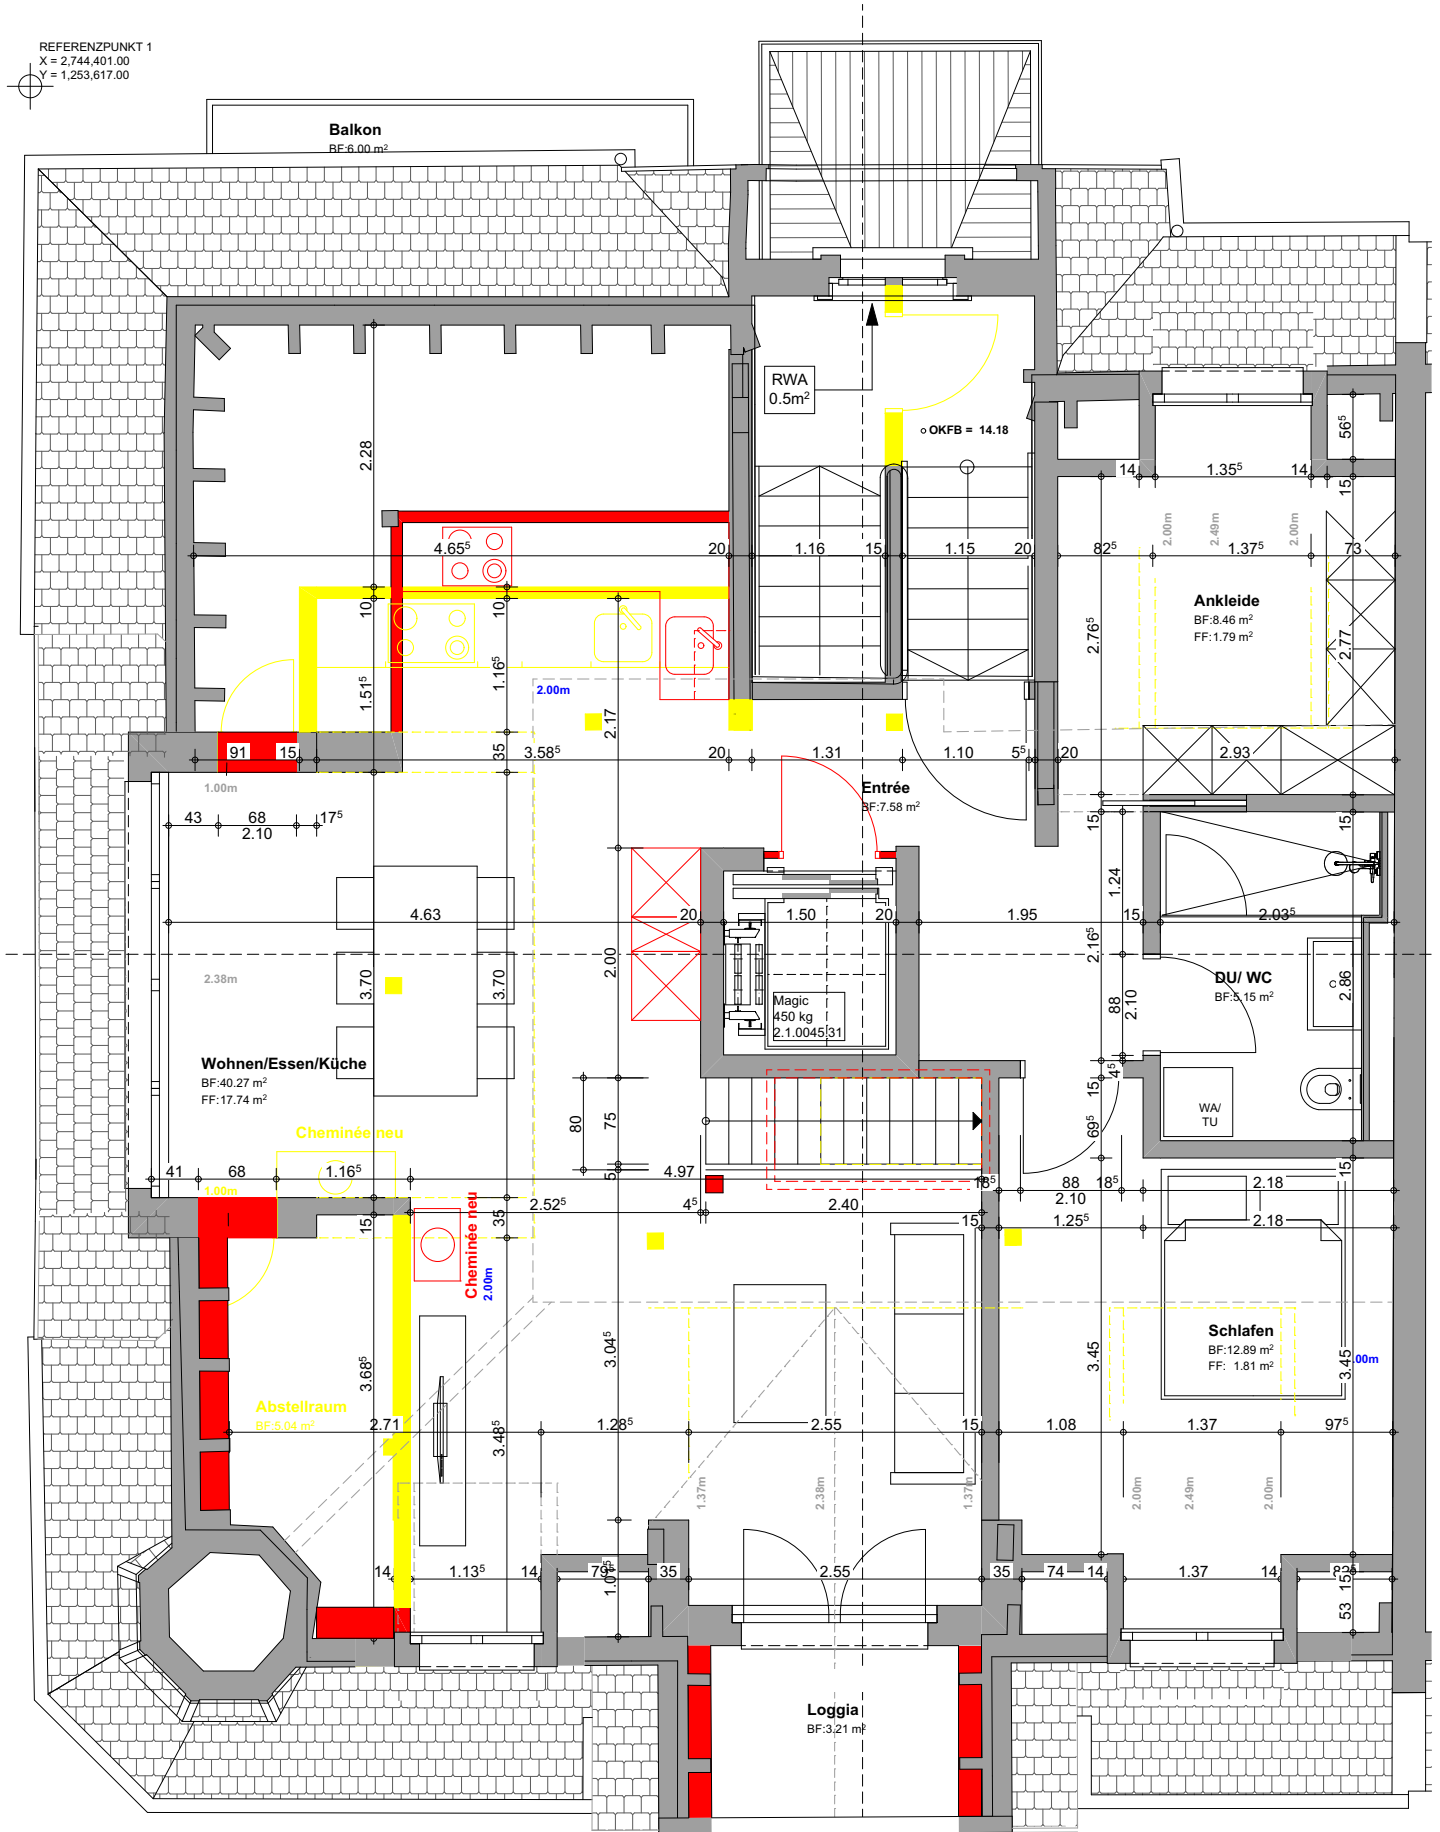 REFERENZPUNKT 1
X = 2,744,401.00
Y = 1,253,617.00
Balkon
BF:6.00 m²
RWA
0.5m²
OKFB = 14.18
2.28
56⁵
14 1.35⁵ 14
15
2.00m 2.49m 2.00m
4.65⁵ 20 1.16 15 1.15 20 82⁵ 1.37⁵ 73
10 10
Ankleide
BF:8.46 m²
FF:1.79 m²
2.76⁵
2.77
1.51⁵
1.16⁵
2.00m
2.17
91 15 3.58⁵ 20 1.31 1.10 5⁵ 20 2.93
35
1.00m
Entrée
BF:7.58 m²
43 68 17⁵
2.10
15 15
1.24
4.63 20 1.50 20 1.95 15 2.03⁵
2.16⁵
2.00
2.38m
3.70 3.70
DU/ WC
BF:5.15 m²
2.86
88
2.10
Magic
450 kg
2.1.0045.31
Wohnen/Essen/Küche
BF:40.27 m²
FF:17.74 m²
4⁵
15
80 75
WA/
TU
69⁵
Cheminée neu
41 68 1.16⁵ 5 4.97 18⁵ 88 18⁵ 2.18
2.10
15
1.00m
2.52⁵ 4⁵ 2.40
15 35
15 1.25⁵ 2.18
Cheminée neu
2.00m
3.04⁵
3.45
3.45
Schlafen
BF:12.89 m²
FF: 1.81 m²
.00m
3.68⁵
Abstellraum
BF:5.04 m²
2.71 1.28⁵ 2.55 15 1.08 1.37 97⁵
3.48⁵
1.37m 2.38m 1.37m 2.00m 2.49m 2.00m
14 1.13⁵ 14 79⁵ 35 2.55 35 74 14 1.37 14
15
53
Loggia
BF:3.21 m²